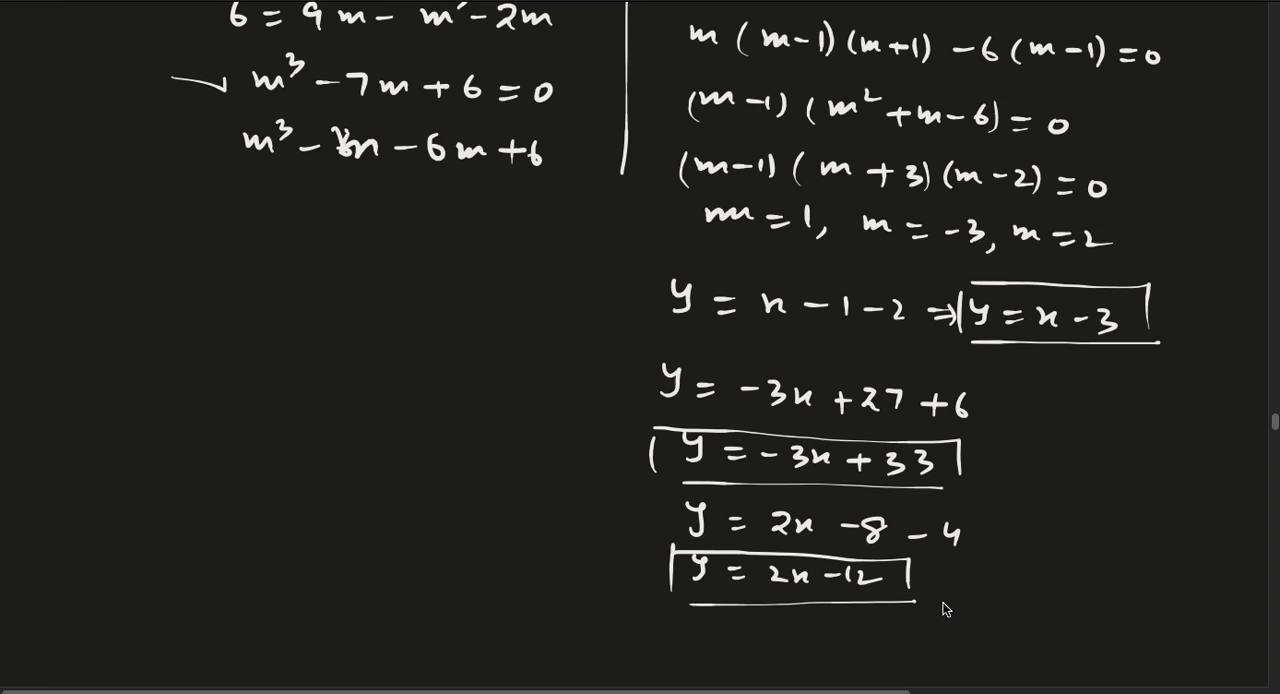 6 = 9m - m³ - 2m
→ m³ - 7m + 6 = 0
m³ - m - 6m + 6
m(m-1)(m+1) - 6(m-1) = 0
(m-1)(m² + m - 6) = 0
(m-1)(m+3)(m-2) = 0
m = 1, m = -3, m = 2
y = x - 1 - 2 ⇒ y = x - 3
y = -3x + 27 + 6
y = -3x + 33
y = 2x - 8 - 4
y = 2x - 12